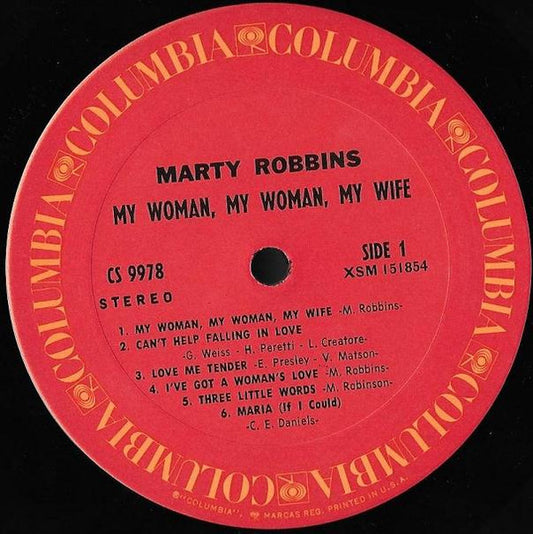 COLUMBIA COLUMBIA COLUMBIA COLUMBIA COLUMBIA COLUMBIA
MARTY ROBBINS
MY WOMAN, MY WOMAN, MY WIFE
CS 9978
STEREO
SIDE 1
XSM 151854
1. MY WOMAN, MY WOMAN, MY WIFE -M. Robbins-
2. CAN'T HELP FALLING IN LOVE
-G. Weiss - H. Peretti - L. Creatore-
3. LOVE ME TENDER -E. Presley - V. Matson-
4. I'VE GOT A WOMAN'S LOVE -M. Robbins-
5. THREE LITTLE WORDS -M. Robinson-
6. MARIA (If I Could)
-C. E. Daniels-
®"COLUMBIA", MARCAS REG. PRINTED IN U.S.A.